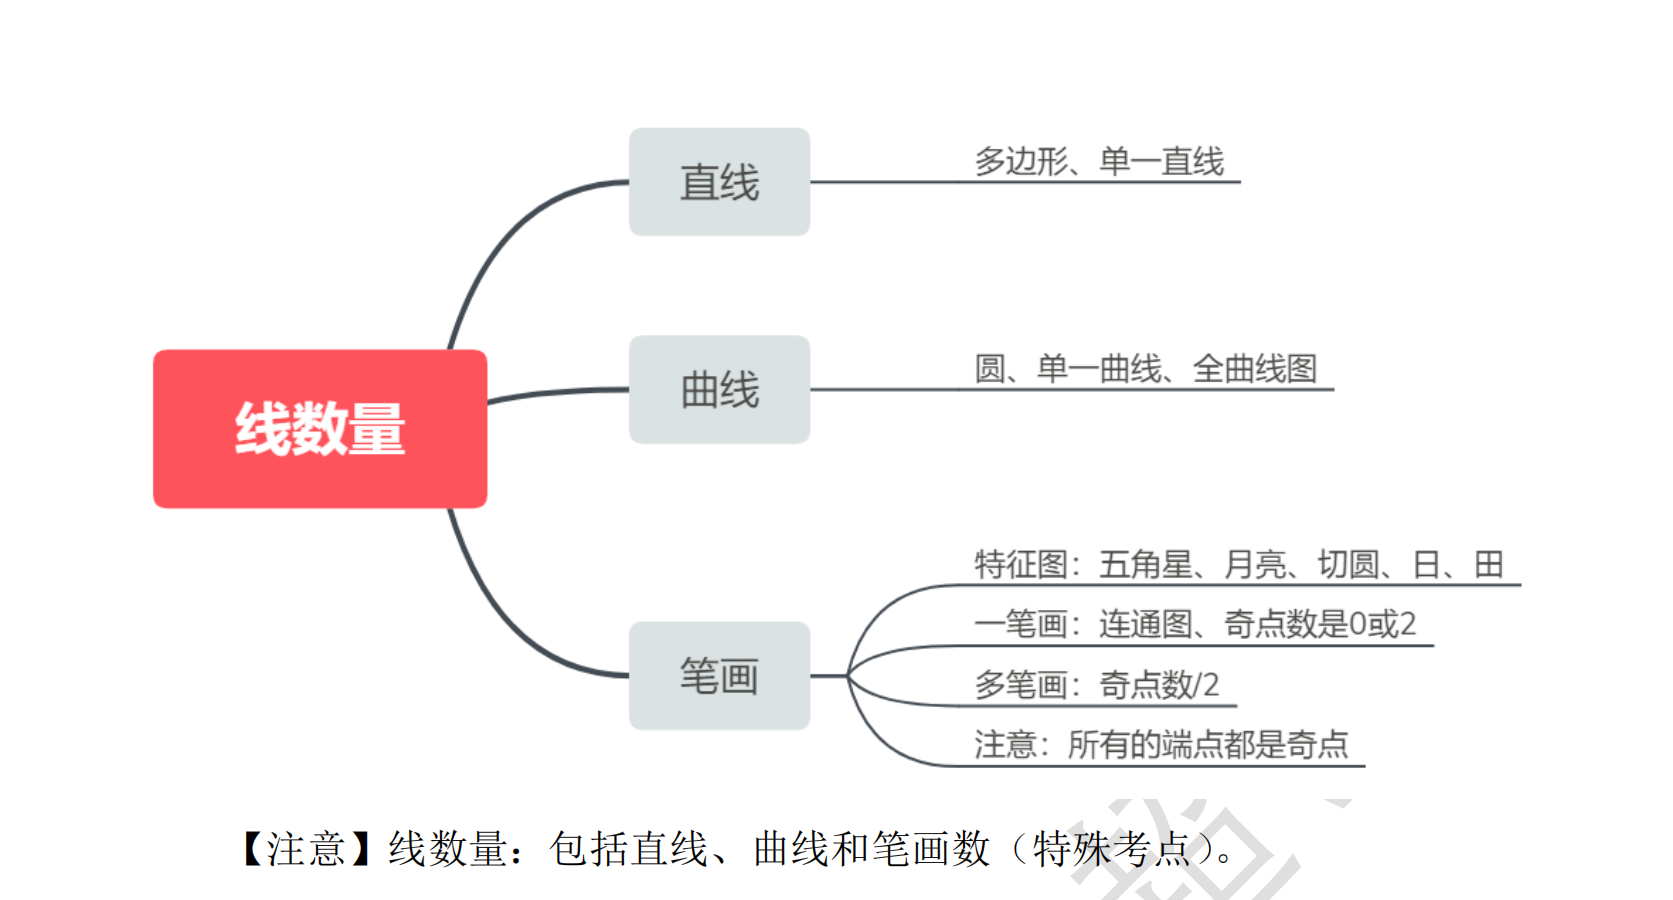 线数量
直线
多边形、单一直线
曲线
圆、单一曲线、全曲线图
笔画
特征图：五角星、月亮、切圆、日、田
一笔画：连通图、奇点数是0或2
多笔画：奇点数/2
注意：所有的端点都是奇点
【注意】线数量：包括直线、曲线和笔画数（特殊考点）。